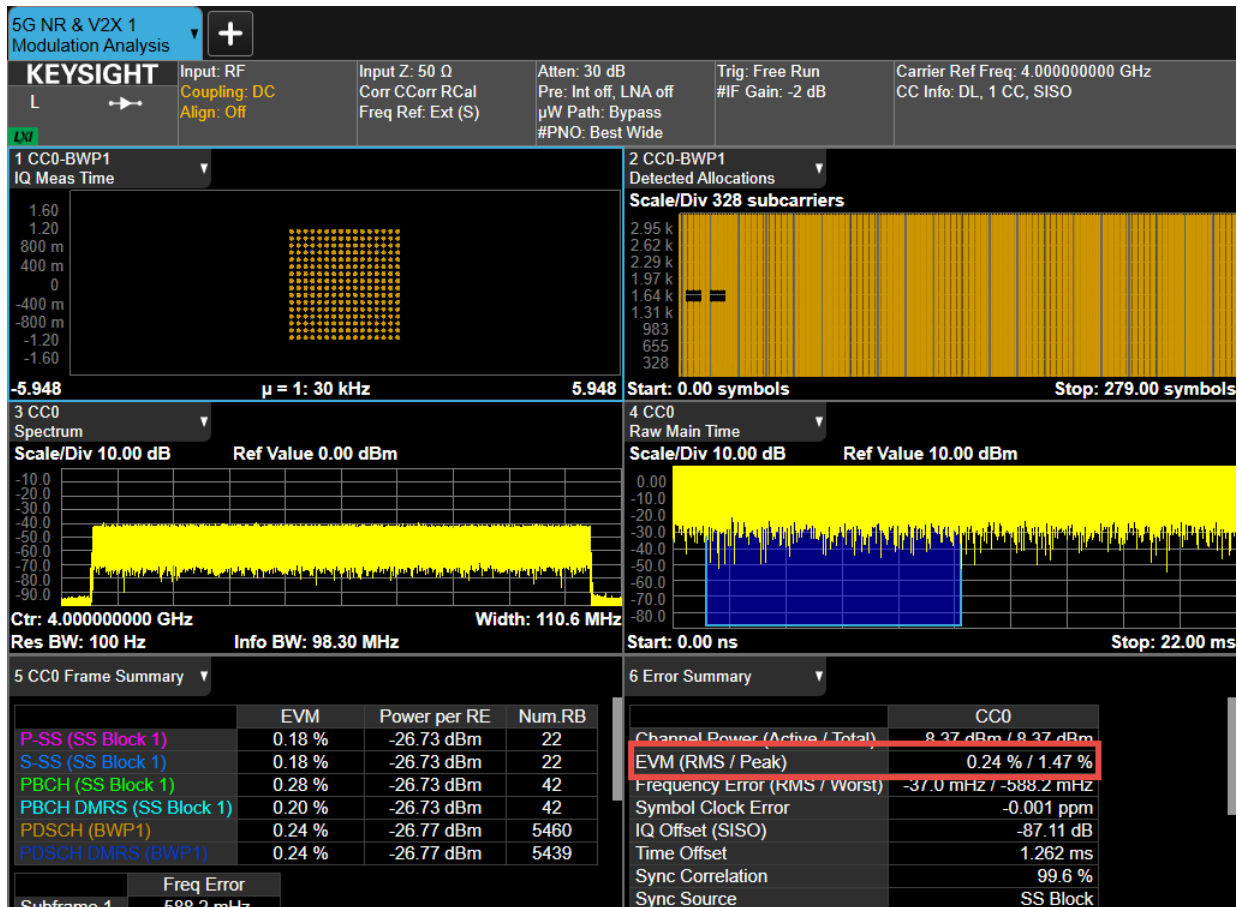 5G NR & V2X 1
Modulation Analysis
KEYSIGHT
L
LXI
Input: RF
Coupling: DC
Align: Off
Input Z: 50 Ω
Corr CCorr RCal
Freq Ref: Ext (S)
Atten: 30 dB
Pre: Int off, LNA off
µW Path: Bypass
#PNO: Best Wide
Trig: Free Run
#IF Gain: -2 dB
Carrier Ref Freq: 4.000000000 GHz
CC Info: DL, 1 CC, SISO
1 CC0-BWP1
IQ Meas Time
1.60
1.20
800 m
400 m
0
-400 m
-800 m
-1.20
-1.60
-5.948 µ = 1: 30 kHz 5.948
2 CC0-BWP1
Detected Allocations
Scale/Div 328 subcarriers
2.95 k
2.62 k
2.29 k
1.97 k
1.64 k
1.31 k
983
655
328
Start: 0.00 symbols Stop: 279.00 symbols
3 CC0
Spectrum
Scale/Div 10.00 dB Ref Value 0.00 dBm
-10.0
-20.0
-30.0
-40.0
-50.0
-60.0
-70.0
-80.0
-90.0
Ctr: 4.000000000 GHz Width: 110.6 MHz
Res BW: 100 Hz Info BW: 98.30 MHz
4 CC0
Raw Main Time
Scale/Div 10.00 dB Ref Value 10.00 dBm
0.00
-10.0
-20.0
-30.0
-40.0
-50.0
-60.0
-70.0
-80.0
Start: 0.00 ns Stop: 22.00 ms
5 CC0 Frame Summary
EVM Power per RE Num.RB
P-SS (SS Block 1) 0.18 % -26.73 dBm 22
S-SS (SS Block 1) 0.18 % -26.73 dBm 22
PBCH (SS Block 1) 0.28 % -26.73 dBm 42
PBCH DMRS (SS Block 1) 0.20 % -26.73 dBm 42
PDSCH (BWP1) 0.24 % -26.77 dBm 5460
PDSCH DMRS (BWP1) 0.24 % -26.77 dBm 5439
Freq Error
Subframe 1 -588.2 mHz
6 Error Summary
CC0
Channel Power (Active / Total) 8.37 dBm / 8.37 dBm
EVM (RMS / Peak) 0.24 % / 1.47 %
Frequency Error (RMS / Worst) -37.0 mHz / -588.2 mHz
Symbol Clock Error -0.001 ppm
IQ Offset (SISO) -87.11 dB
Time Offset 1.262 ms
Sync Correlation 99.6 %
Sync Source SS Block